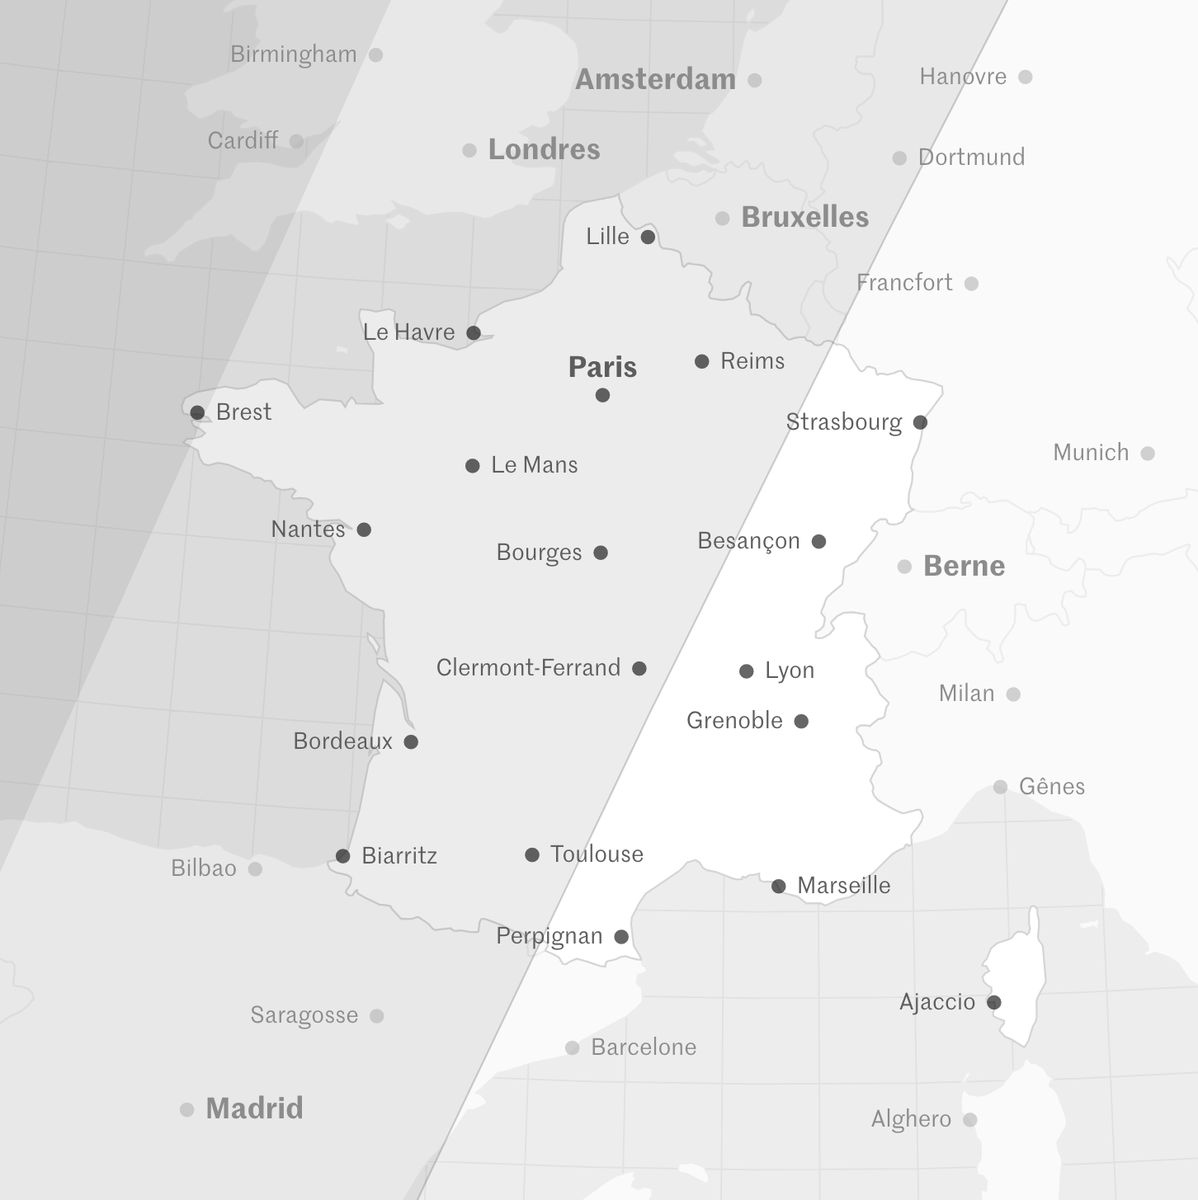 Birmingham
Amsterdam
Hanovre
Cardiff
Londres
Dortmund
Bruxelles
Lille
Francfort
Le Havre
Paris
Reims
Brest
Strasbourg
Munich
Le Mans
Nantes
Besançon
Bourges
Berne
Clermont-Ferrand
Lyon
Milan
Grenoble
Bordeaux
Gênes
Toulouse
Biarritz
Bilbao
Marseille
Perpignan
Ajaccio
Saragosse
Barcelone
Madrid
Alghero